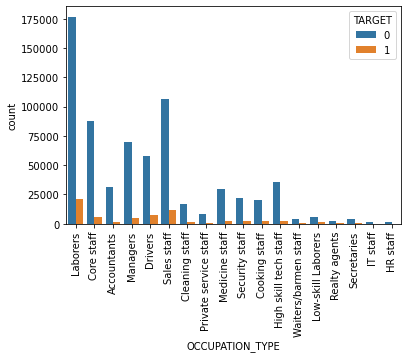 175000
150000
125000
100000
75000
50000
25000
0
count
TARGET
0
1
Laborers
Core staff
Accountants
Managers
Drivers
Sales staff
Cleaning staff
Private service staff
Medicine staff
Security staff
Cooking staff
High skill tech staff
Waiters/barmen staff
Low-skill Laborers
Realty agents
Secretaries
IT staff
HR staff
OCCUPATION_TYPE